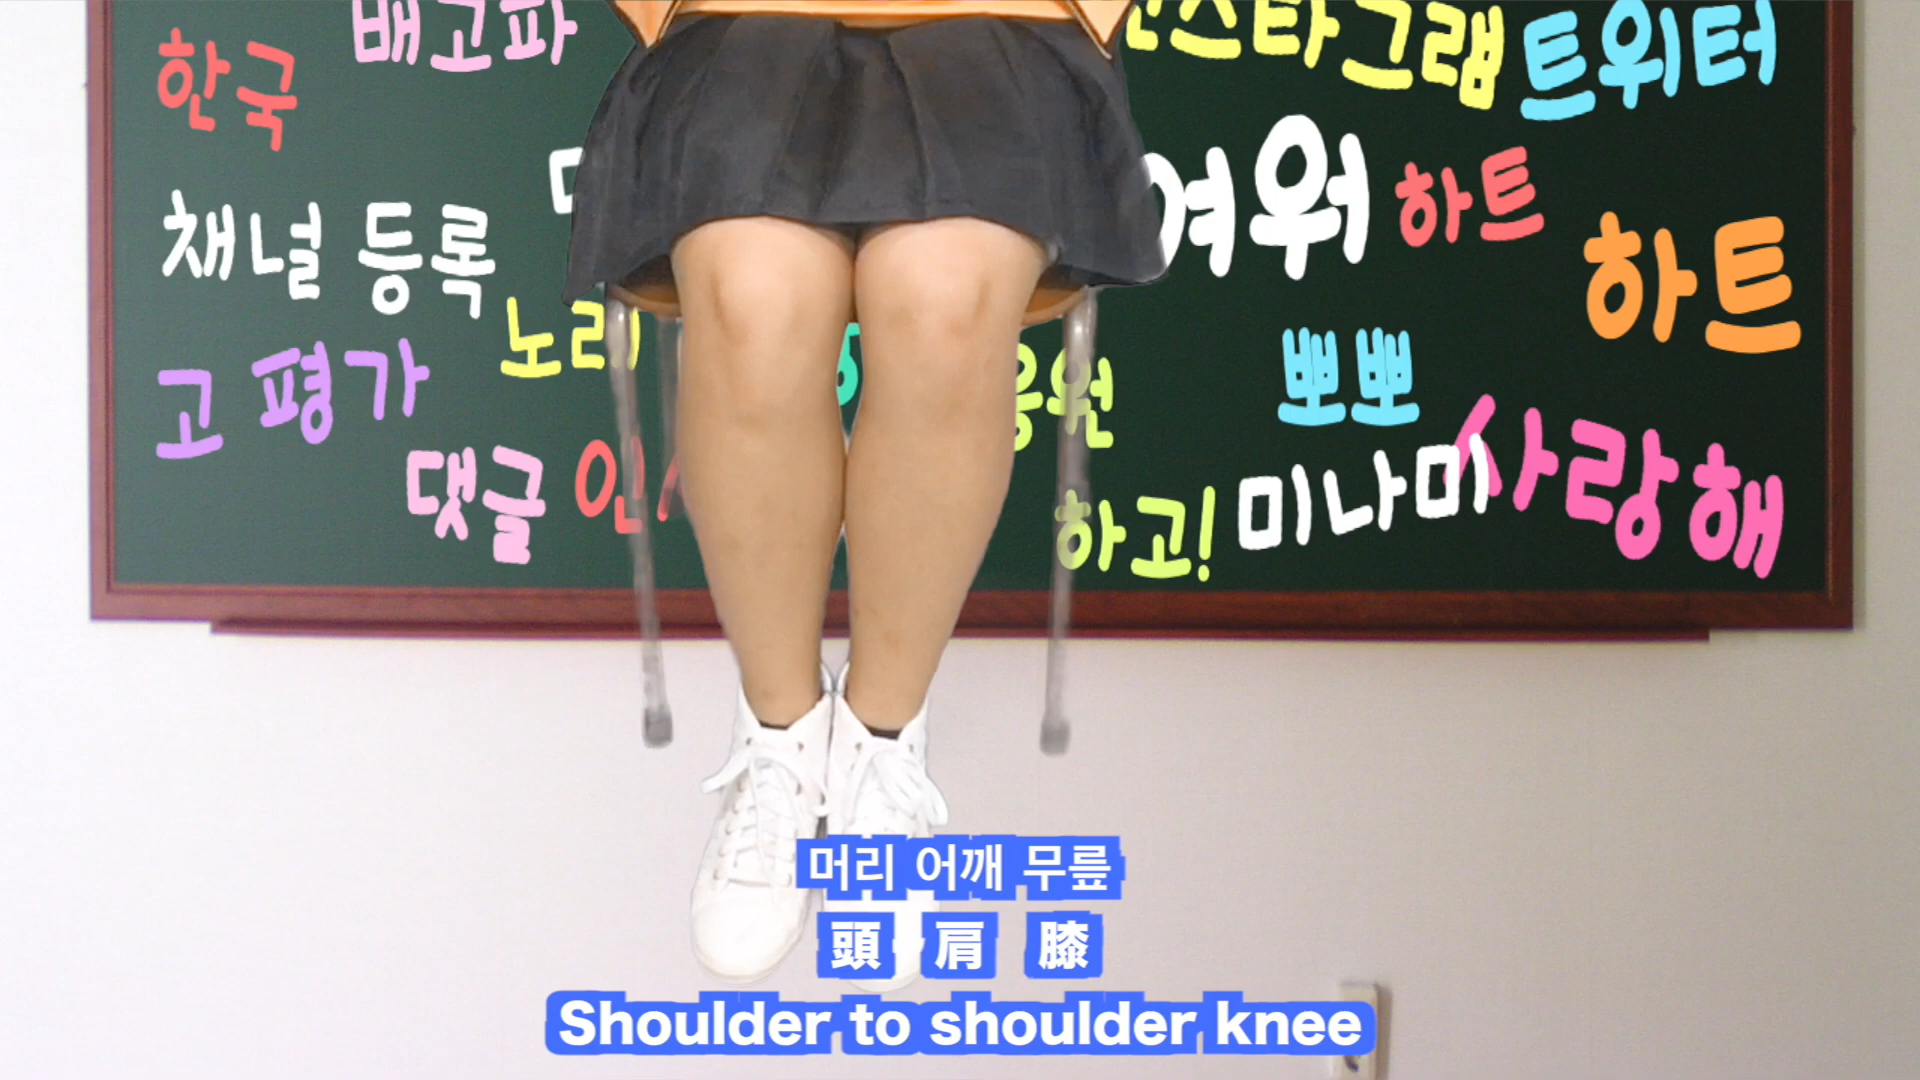 한국
배고파
인스타그램
트위터
여워
하트
하트
채널 등록
노래
고 평가
응원
뽀뽀
댓글
하고!
미나미
사랑해
머리 어깨 무릎
頭 肩 膝
Shoulder to shoulder knee